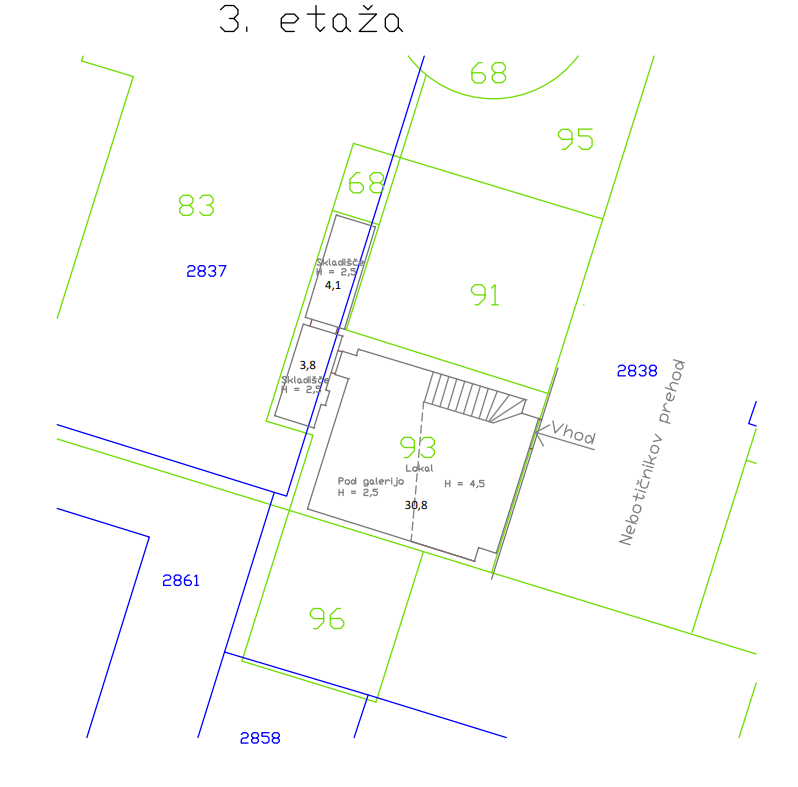 3. etaža
68
95
68
83
2837
Skladišče
H = 2,5
4,1
91
3,8
Skladišče
H = 2,5
2838
Nebotičnikov prehod
Vhod
93
Lokal
Pod galerijo
H = 2,5
H = 4,5
30,8
2861
96
2858